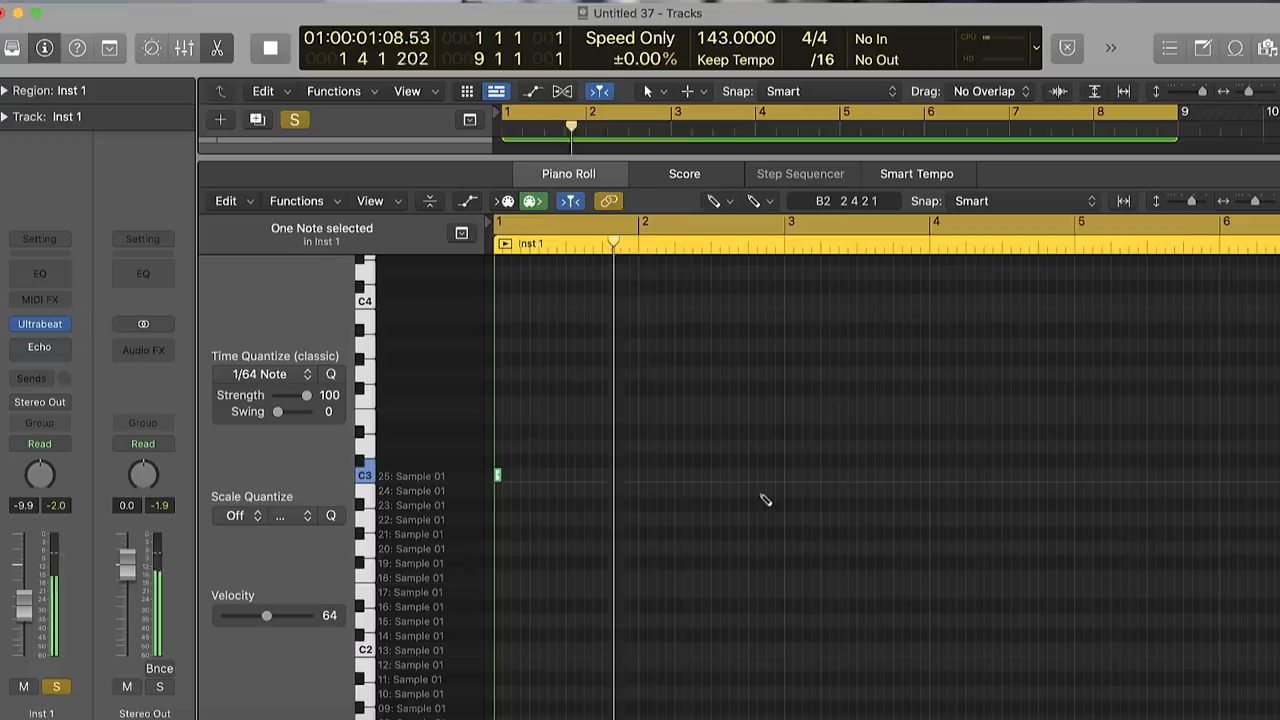 Untitled 37 - Tracks
01:00:01:08.53
0001 4 1 202
0001 1 1 001
0009 1 1 001
Speed Only
±0.00%
143.0000
Keep Tempo
4/4
/16
No In
No Out
CPU
HD
Region: Inst 1
Track: Inst 1
Edit Functions View Snap: Smart Drag: No Overlap
S
1 2 3 4 5 6 7 8 9 10
Piano Roll Score Step Sequencer Smart Tempo
Edit Functions View B2 2 4 2 1 Snap: Smart
One Note selected
in Inst 1
1 2 3 4 5 6
Inst 1
Setting Setting
EQ EQ
MIDI FX
Ultrabeat
Echo Audio FX
Sends
Stereo Out
Group Group
Read Read
-9.9 -2.0 0.0 -1.9
Bnce
M S M S
Inst 1 Stereo Out
Time Quantize (classic)
1/64 Note Q
Strength 100
Swing 0
Scale Quantize
Off ... Q
Velocity
64
C4
C3 25: Sample 01
24: Sample 01
23: Sample 01
22: Sample 01
21: Sample 01
20: Sample 01
19: Sample 01
18: Sample 01
17: Sample 01
16: Sample 01
15: Sample 01
14: Sample 01
C2 13: Sample 01
12: Sample 01
11: Sample 01
10: Sample 01